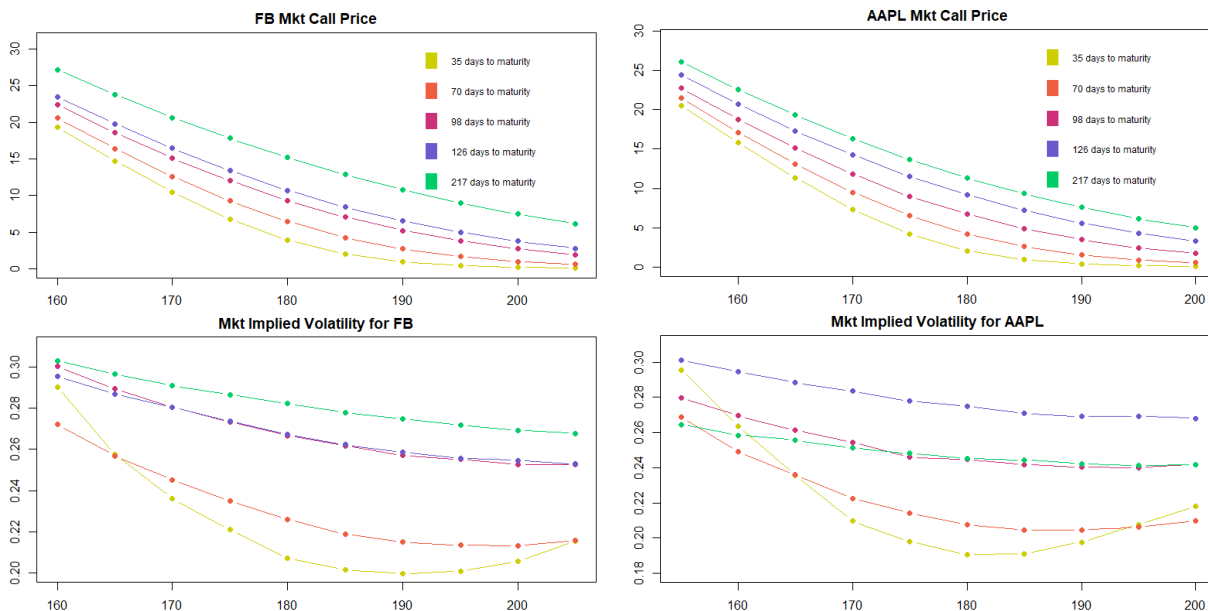 FB Mkt Call Price
30
25
20
15
10
5
0
35 days to maturity
70 days to maturity
98 days to maturity
126 days to maturity
217 days to maturity
160 170 180 190 200
AAPL Mkt Call Price
30
25
20
15
10
5
0
35 days to maturity
70 days to maturity
98 days to maturity
126 days to maturity
217 days to maturity
160 170 180 190 200
Mkt Implied Volatility for FB
0.30
0.28
0.26
0.24
0.22
0.20
160 170 180 190 200
Mkt Implied Volatility for AAPL
0.30
0.28
0.26
0.24
0.22
0.20
0.18
160 170 180 190 200